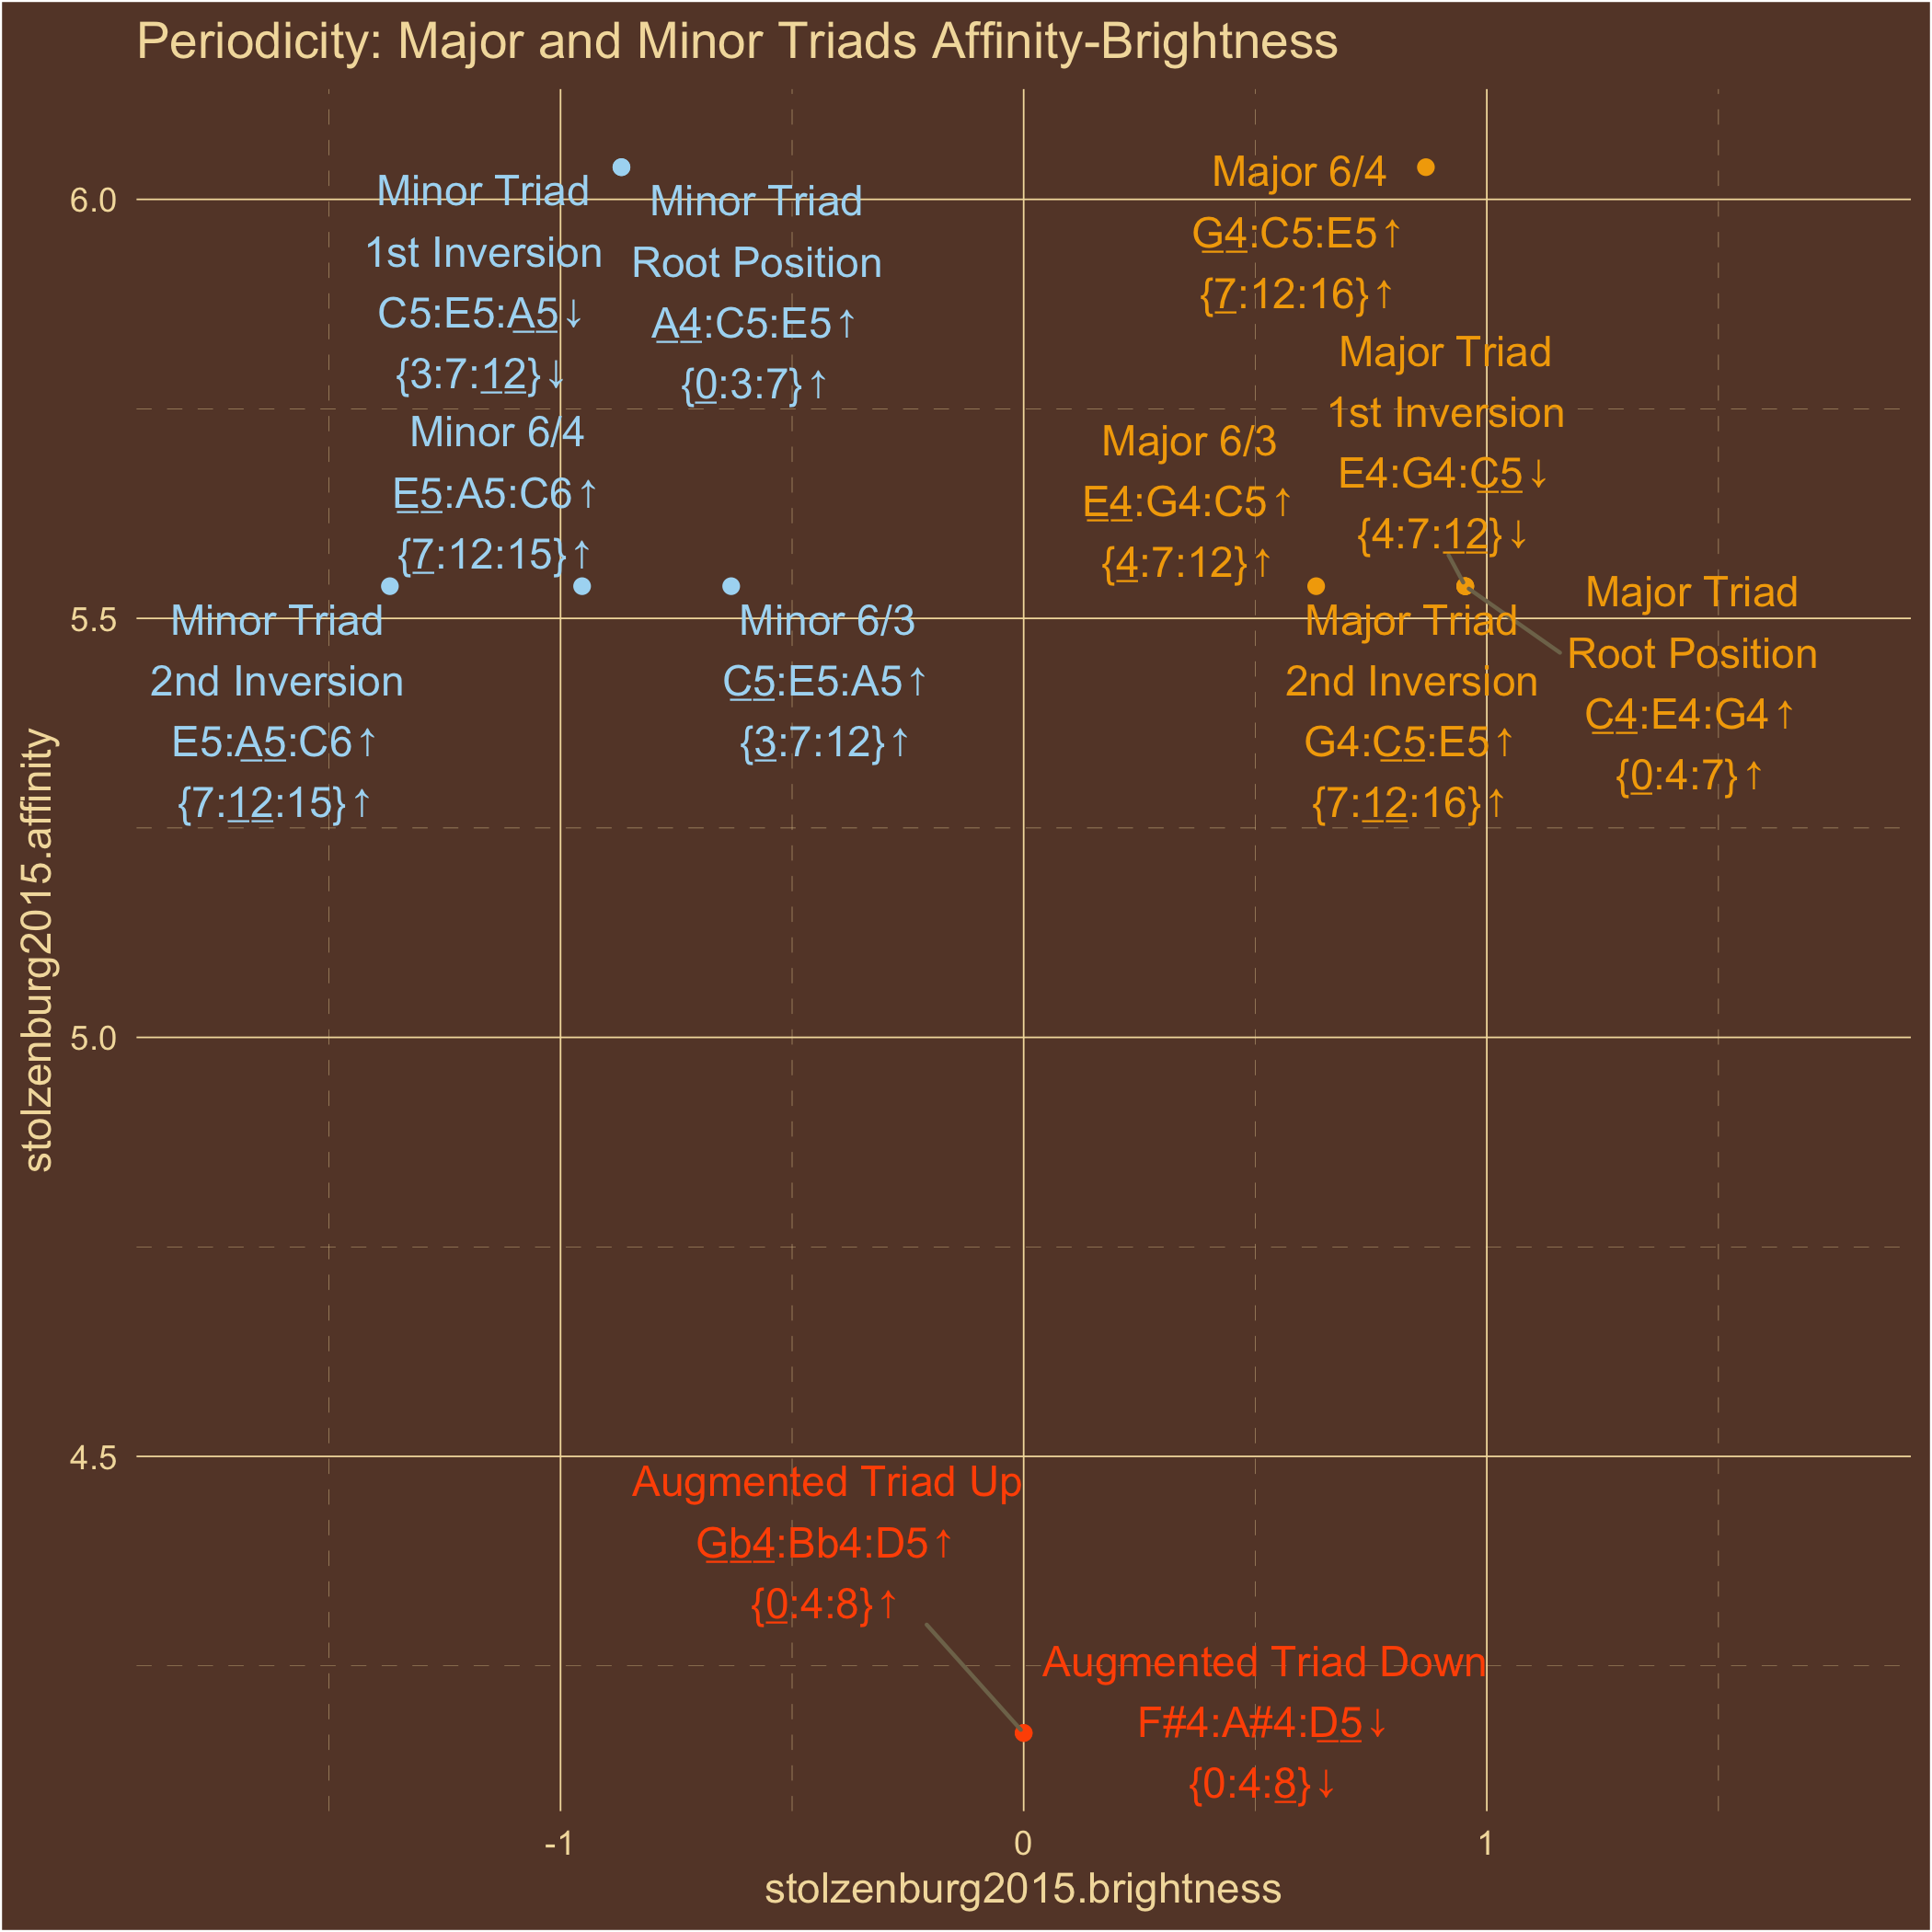 Periodicity: Major and Minor Triads Affinity-Brightness
stolzenburg2015.affinity
6.0
5.5
5.0
4.5
Minor Triad
1st Inversion
C5:E5:A5↓
{3:7:12}↓
Minor Triad
Root Position
A4:C5:E5↑
{0:3:7}↑
Major 6/4
G4:C5:E5↑
{7:12:16}↑
Minor 6/4
E5:A5:C6↑
{7:12:15}↑
Major 6/3
E4:G4:C5↑
{4:7:12}↑
Major Triad
1st Inversion
E4:G4:C5↓
{4:7:12}↓
Minor Triad
2nd Inversion
E5:A5:C6↑
{7:12:15}↑
Minor 6/3
C5:E5:A5↑
{3:7:12}↑
Major Triad
2nd Inversion
G4:C5:E5↑
{7:12:16}↑
Major Triad
Root Position
C4:E4:G4↑
{0:4:7}↑
Augmented Triad Up
Gb4:Bb4:D5↑
{0:4:8}↑
Augmented Triad Down
F#4:A#4:D5↓
{0:4:8}↓
-1
0
1
stolzenburg2015.brightness